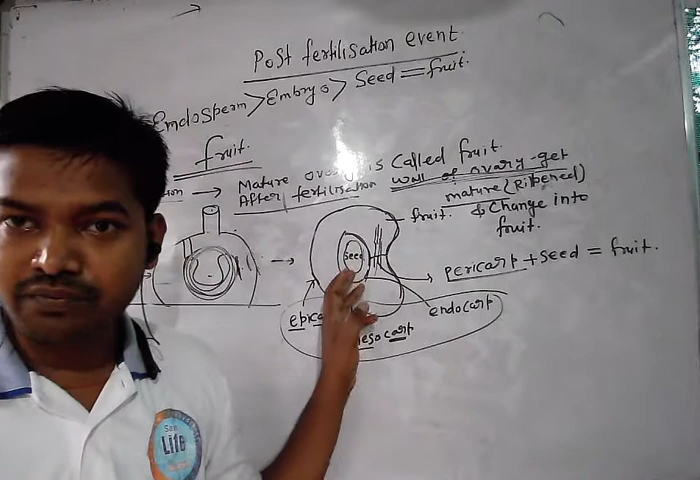 Post fertilisation event
Endosperm > Embryo > Seed = fruit.
fruit.
→ Mature ovary is Called fruit.
After fertilisation wall of ovary get
mature (Ripened)
& Change into
fruit.
fruit.
Seed
→ pericarp + seed = fruit.
endocarp
San
Life